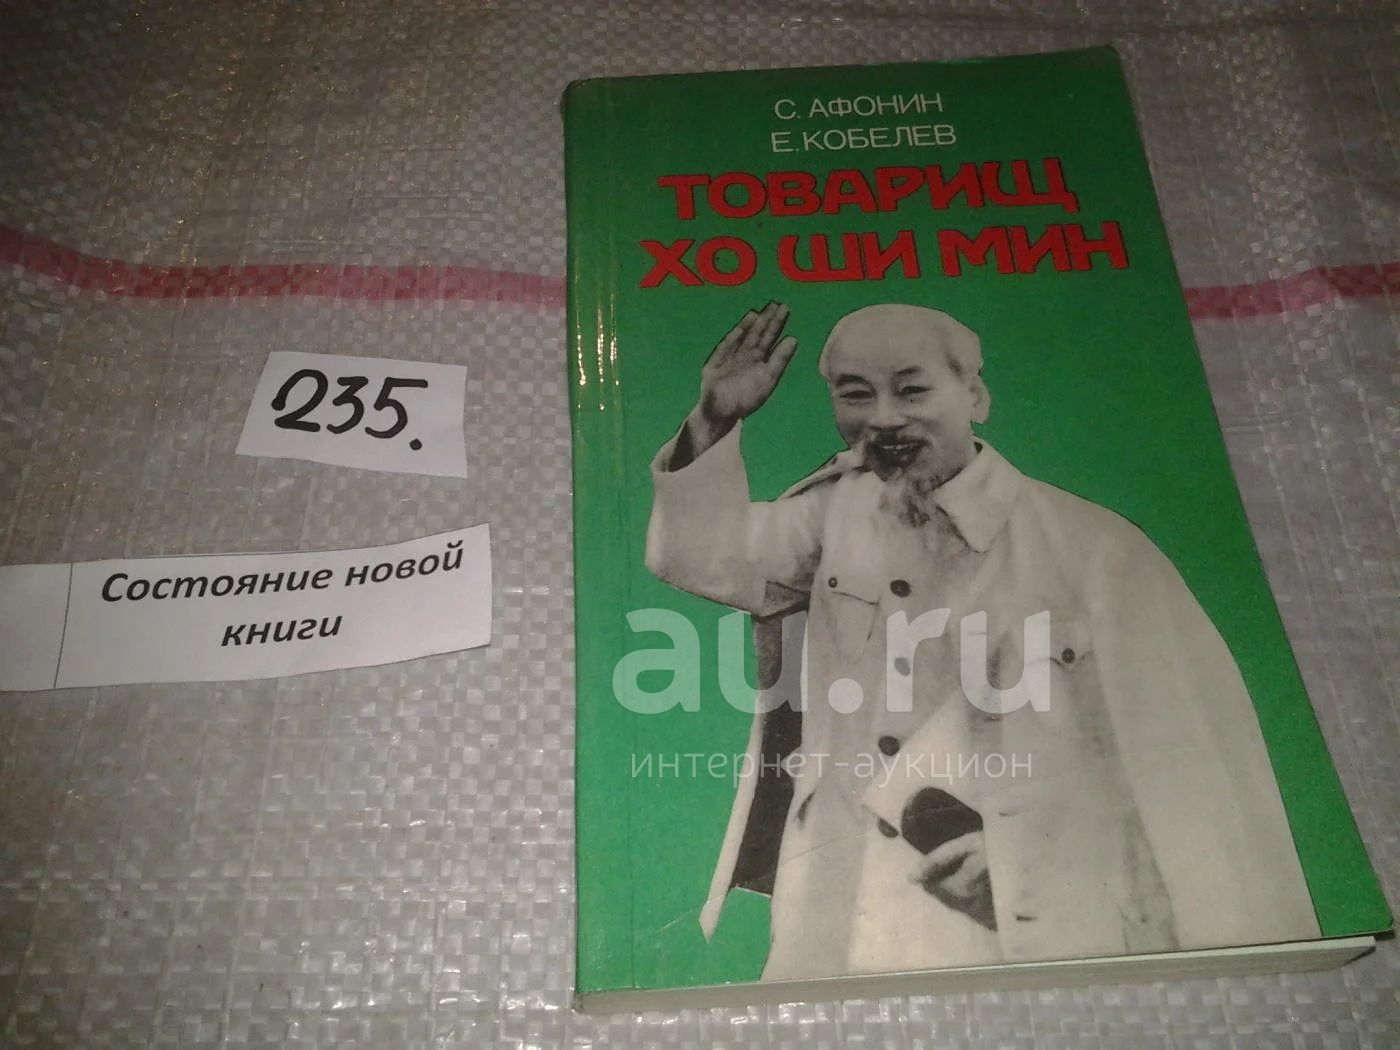 С. АФОНИН
Е. КОБЕЛЕВ
ТОВАРИЩ
ХО ШИ МИН
235.
Состояние новой
книги
au.ru
интернет-аукцион